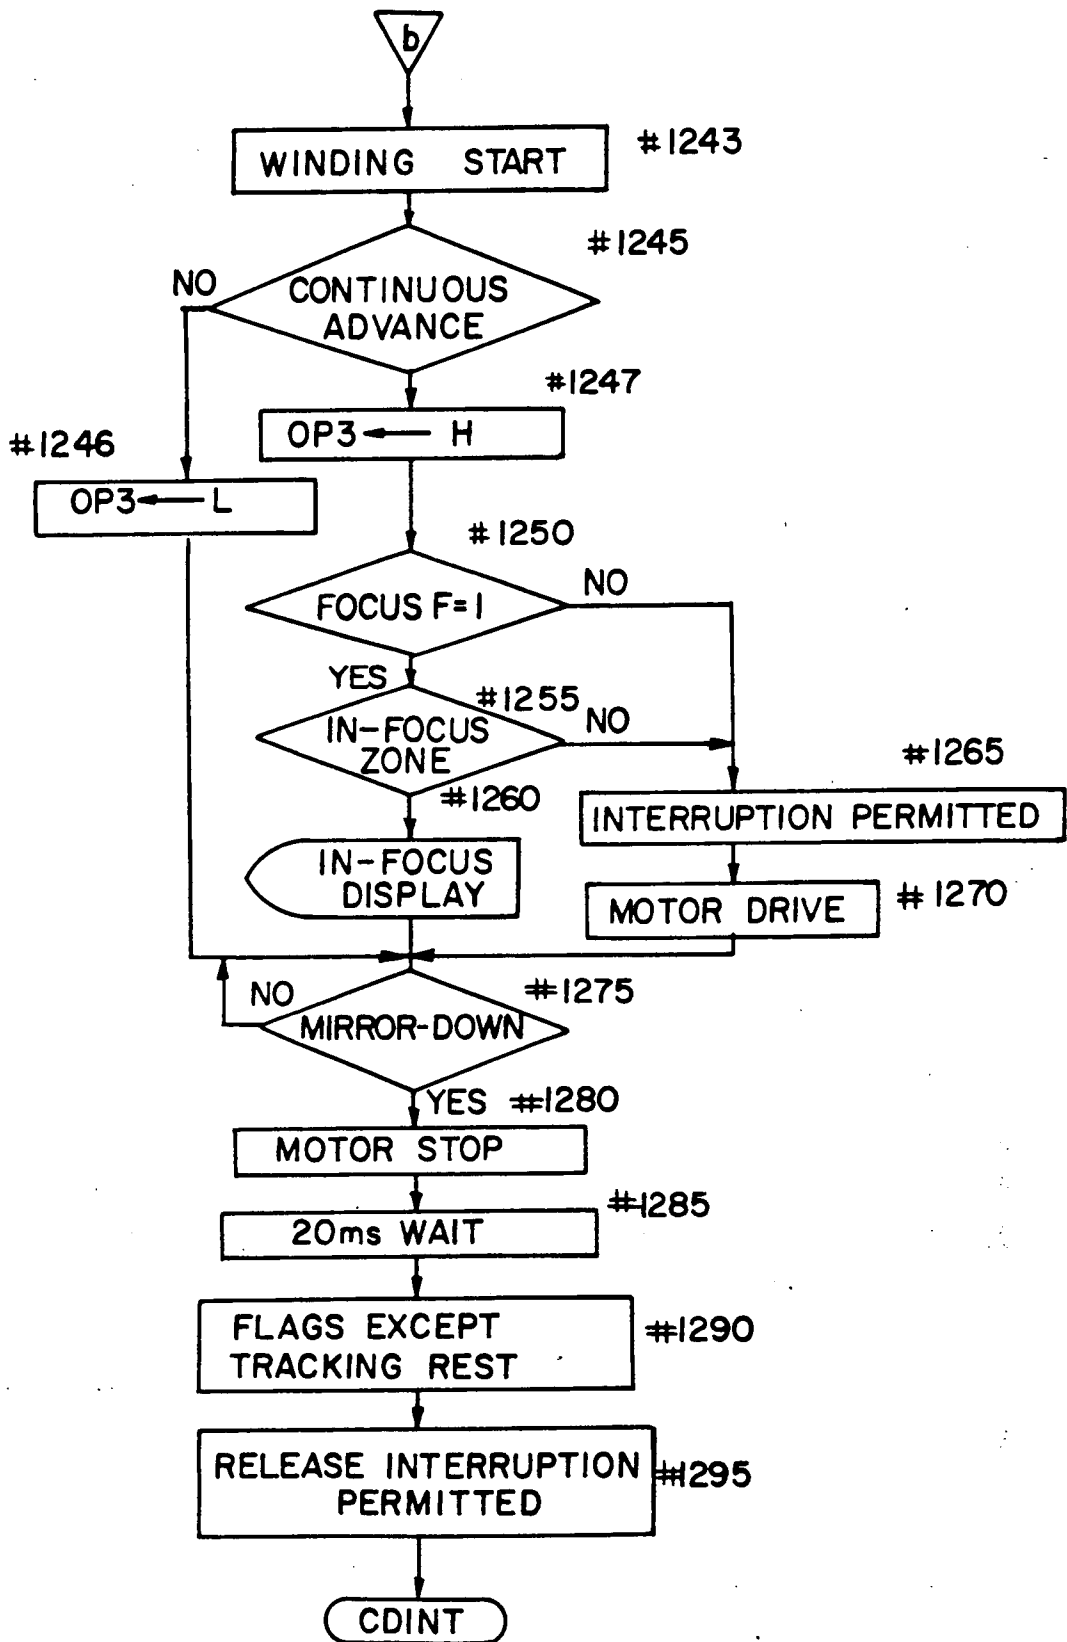 b
WINDING START
#1243
#1245
NO
CONTINUOUS
ADVANCE
#1247
OP3 ← H
#1246
OP3 ← L
#1250
FOCUS F=1
NO
YES
#1255
IN-FOCUS
ZONE
NO
#1260
#1265
INTERRUPTION PERMITTED
IN-FOCUS
DISPLAY
MOTOR DRIVE
#1270
NO
#1275
MIRROR-DOWN
YES
#1280
MOTOR STOP
#1285
20ms WAIT
FLAGS EXCEPT
TRACKING REST
#1290
RELEASE INTERRUPTION
PERMITTED
#1295
CDINT